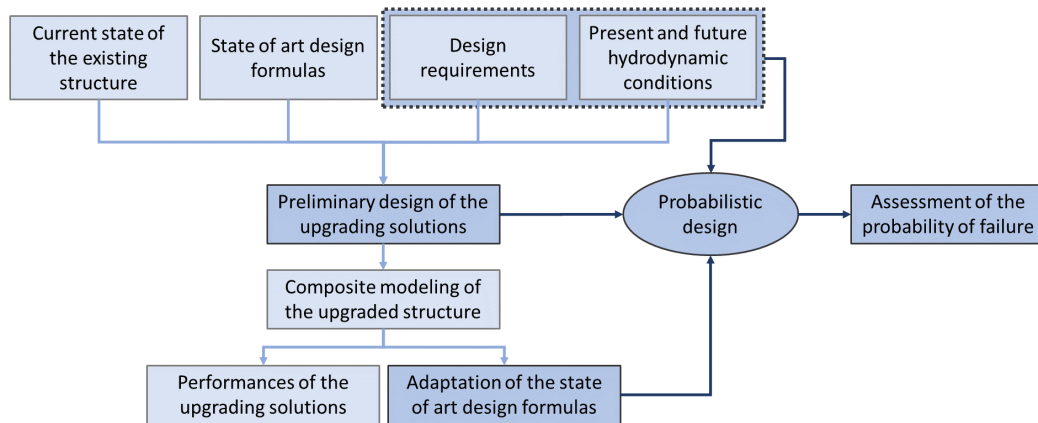 Current state of
the existing
structure
State of art design
formulas
Design
requirements
Present and future
hydrodynamic
conditions
Preliminary design of the
upgrading solutions
Probabilistic
design
Assessment of the
probability of failure
Composite modeling of
the upgraded structure
Performances of the
upgrading solutions
Adaptation of the state
of art design formulas